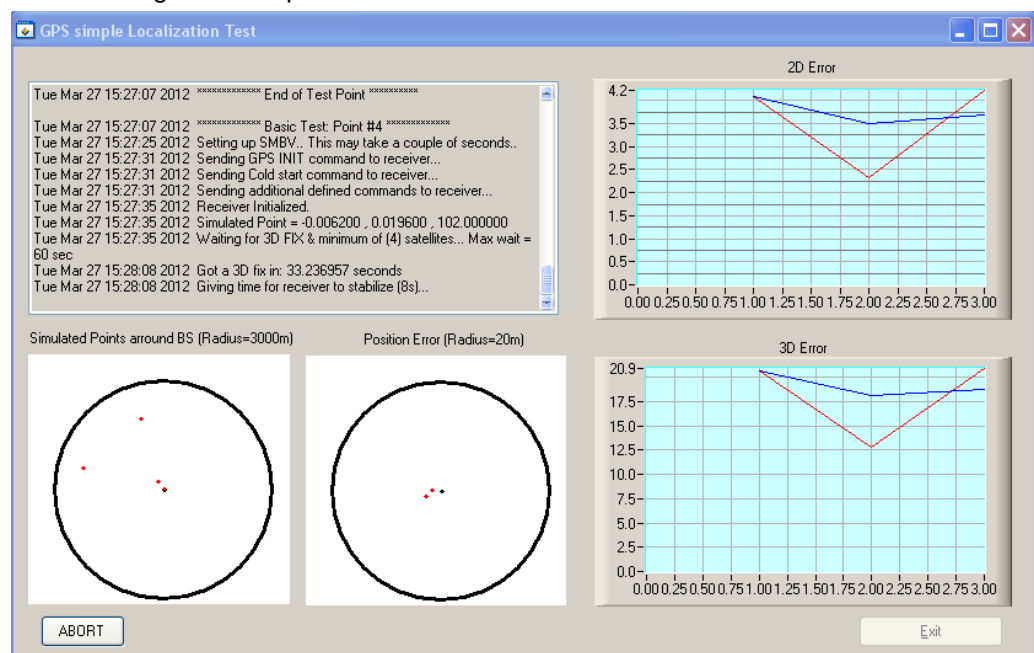 GPS simple Localization Test
Tue Mar 27 15:27:07 2012 ************* End of Test Point **********
Tue Mar 27 15:27:07 2012 ************* Basic Test: Point #4 *************
Tue Mar 27 15:27:25 2012 Setting up SMBV.. This may take a couple of seconds..
Tue Mar 27 15:27:31 2012 Sending GPS INIT command to receiver...
Tue Mar 27 15:27:31 2012 Sending Cold start command to receiver...
Tue Mar 27 15:27:31 2012 Sending additional defined commands to receiver...
Tue Mar 27 15:27:35 2012 Receiver Initialized.
Tue Mar 27 15:27:35 2012 Simulated Point = -0.006200 , 0.019600 , 102.000000
Tue Mar 27 15:27:35 2012 Waiting for 3D FIX & minimum of (4) satellites... Max wait =
60 sec
Tue Mar 27 15:28:08 2012 Got a 3D fix in: 33.236957 seconds
Tue Mar 27 15:28:08 2012 Giving time for receiver to stabilize (8s)...
2D Error
4.2
3.5
3.0
2.5
2.0
1.5
1.0
0.5
0.0
0.00 0.25 0.50 0.75 1.00 1.25 1.50 1.75 2.00 2.25 2.50 2.75 3.00
Simulated Points arround BS (Radius=3000m)
Position Error (Radius=20m)
3D Error
20.9
17.5
15.0
12.5
10.0
7.5
5.0
2.5
0.0
0.00 0.25 0.50 0.75 1.00 1.25 1.50 1.75 2.00 2.25 2.50 2.75 3.00
ABORT
Exit